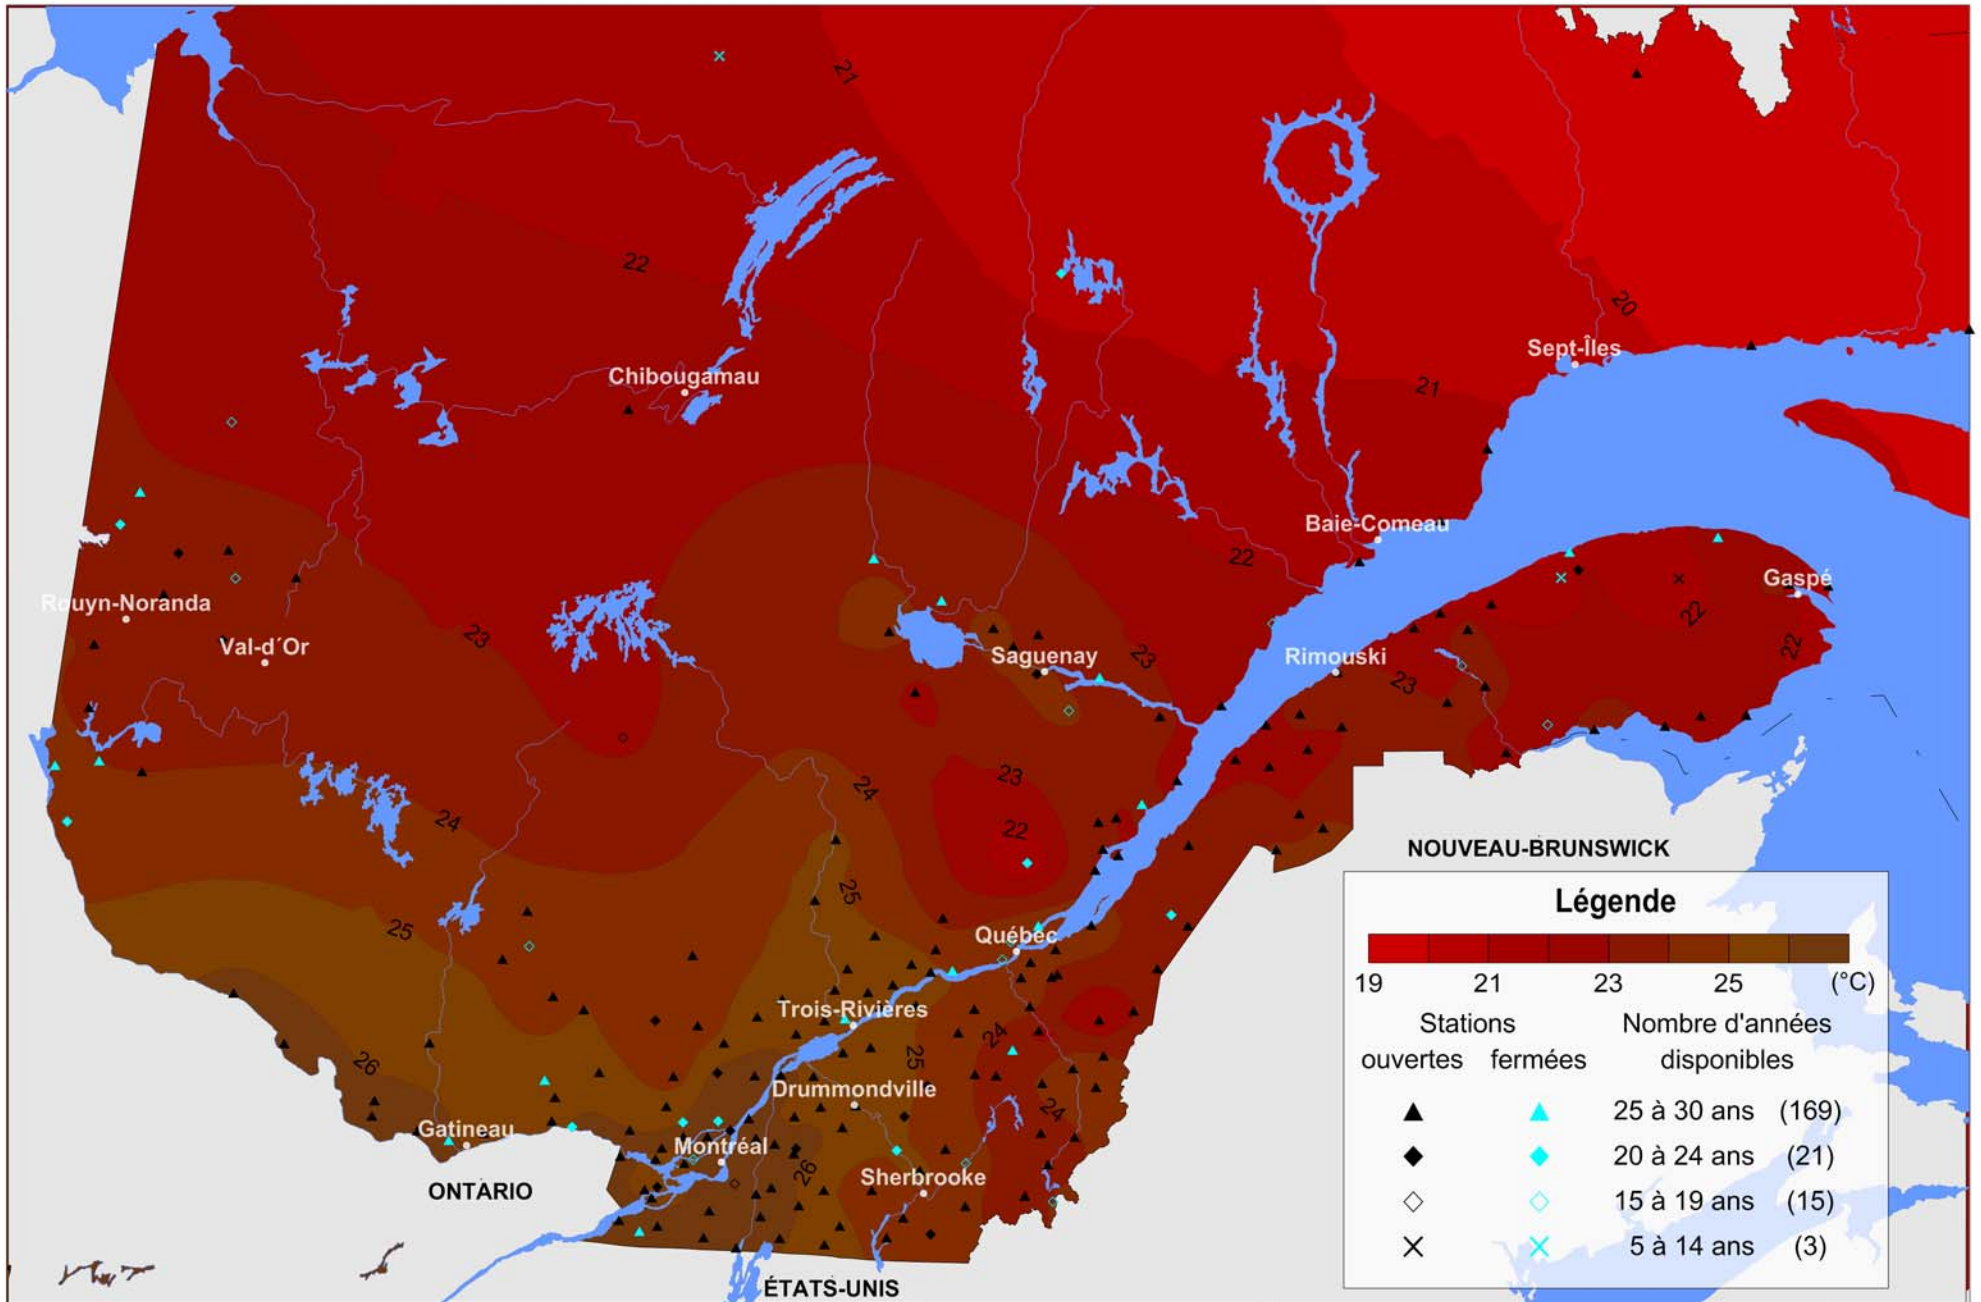 21
22
20
Sept-Îles
Chibougamau
21
Baie-Comeau
22
Gaspé
Rouyn-Noranda
22
23
Val-d´Or
22
Saguenay
23
Rimouski
23
23
24
24
22
NOUVEAU-BRUNSWICK
25
25
Québec
Trois-Rivières
24
25
26
Drummondville
24
Gatineau
Montréal
26
Sherbrooke
ONTARIO
ÉTATS-UNIS
Légende
19 21 23 25 (°C)
Stations Nombre d'années
ouvertes fermées disponibles
25 à 30 ans (169)
20 à 24 ans (21)
15 à 19 ans (15)
5 à 14 ans (3)